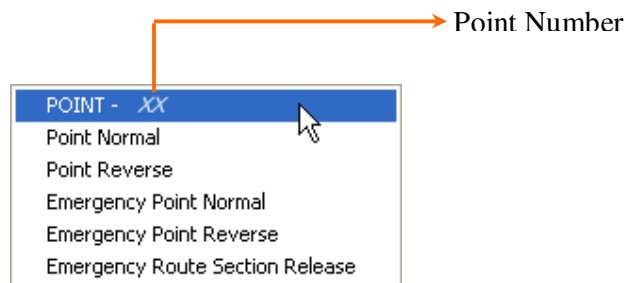 Point Number
POINT - XX
Point Normal
Point Reverse
Emergency Point Normal
Emergency Point Reverse
Emergency Route Section Release